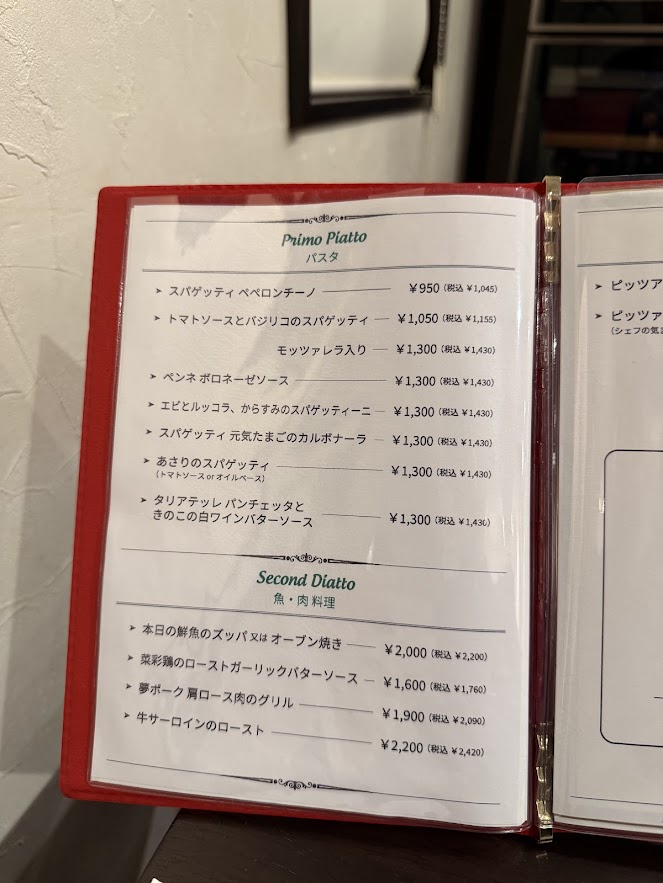 Primo Piatto
パスタ
➤ スパゲッティ ペペロンチーノ ¥950 (税込 ¥1,045)
➤ トマトソースとバジリコのスパゲッティ ¥1,050 (税込 ¥1,155)
モッツァレラ入り ¥1,300 (税込 ¥1,430)
➤ ペンネ ボロネーゼソース ¥1,300 (税込 ¥1,430)
➤ エビとルッコラ、からすみのスパゲッティーニ ¥1,300 (税込 ¥1,430)
➤ スパゲッティ 元気たまごのカルボナーラ ¥1,300 (税込 ¥1,430)
➤ あさりのスパゲッティ ¥1,300 (税込 ¥1,430)
(トマトソース or オイルベース)
➤ タリアテッレ パンチェッタと
きのこの白ワインバターソース ¥1,300 (税込 ¥1,430)
Second Diatto
魚・肉 料理
➤ 本日の鮮魚のズッパ 又は オーブン焼き ¥2,000 (税込 ¥2,200)
➤ 菜彩鶏のローストガーリックバターソース ¥1,600 (税込 ¥1,760)
➤ 夢ポーク 肩ロース肉のグリル ¥1,900 (税込 ¥2,090)
➤ 牛サーロインのロースト ¥2,200 (税込 ¥2,420)
➤ ピッツア
➤ ピッツァ
(シェフの気ま